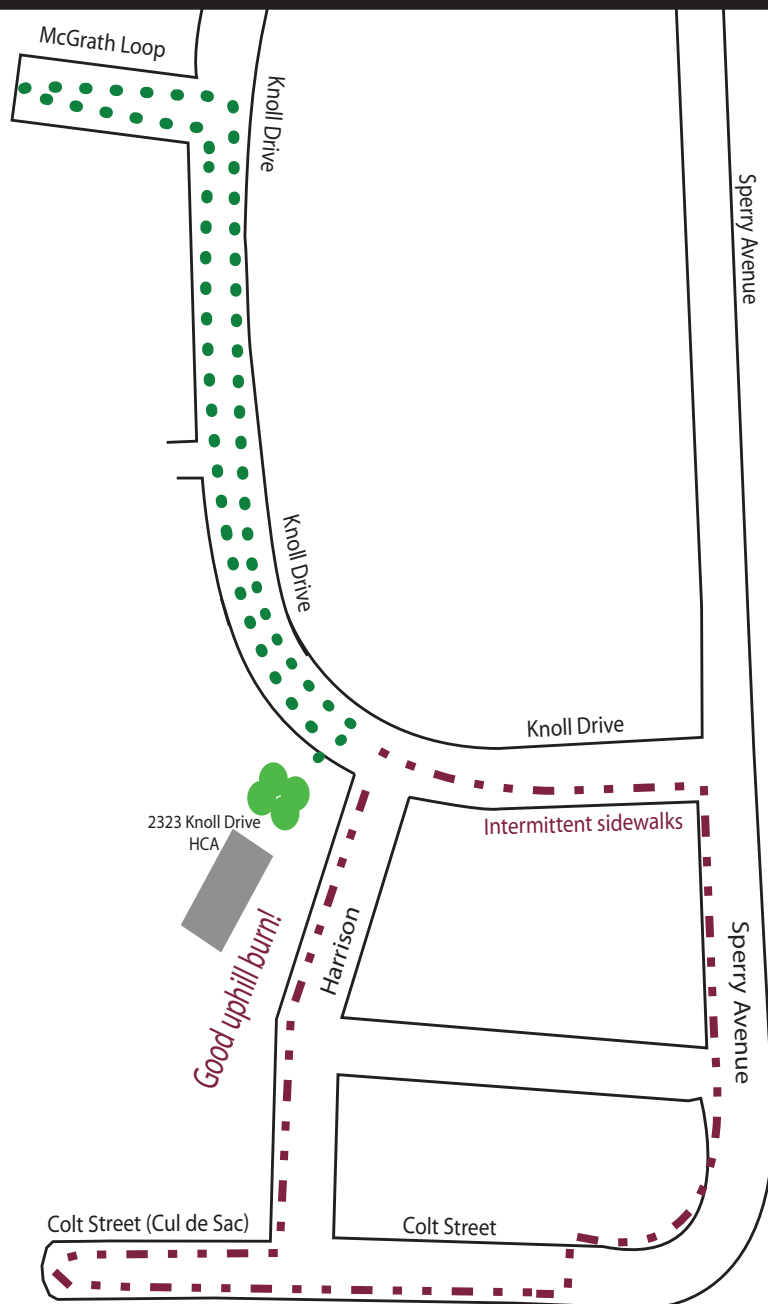 McGrath Loop
Knoll Drive
Sperry Avenue
Knoll Drive
Knoll Drive
2323 Knoll Drive
HCA
Intermittent sidewalks
Good uphill burn!
Harrison
Sperry Avenue
Colt Street (Cul de Sac)
Colt Street